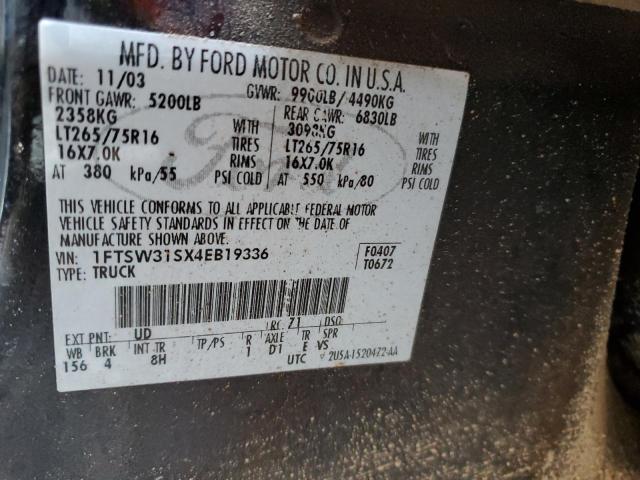 MFD. BY FORD MOTOR CO. IN U.S.A.
DATE: 11/03 GVWR: 9900LB/4490KG
FRONT GAWR: 5200LB REAR GAWR: 6830LB
2358KG WITH 3098KG WITH
LT265/75R16 TIRES LT265/75R16 TIRES
16X7.0K RIMS 16X7.0K RIMS
AT 380 kPa/55 PSI COLD AT 550 kPa/80 PSI COLD
Ford
THIS VEHICLE CONFORMS TO ALL APPLICABLE FEDERAL MOTOR
VEHICLE SAFETY STANDARDS IN EFFECT ON THE DATE OF
MANUFACTURE SHOWN ABOVE.
VIN: 1FTSW31SX4EB19336 F0407
TYPE: TRUCK T0672
RC: Z1 DSO:
EXT PNT: UD
WB BRK INT TR TP/PS R AXLE TR SPR
156 4 8H 1 D1 E VS
UTC 2U5A-1520472-AA